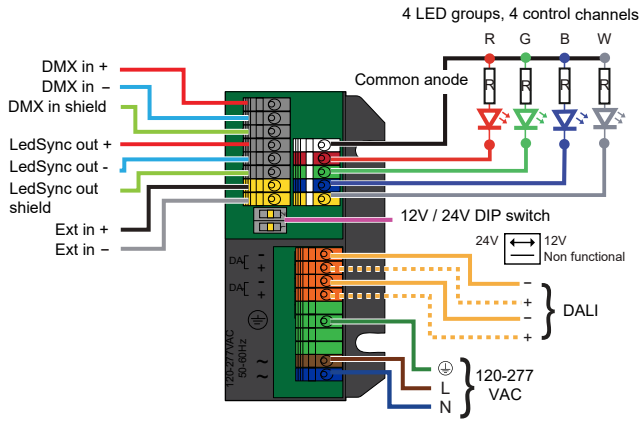 4 LED groups, 4 control channels
R G B W
Common anode
R R R R
DMX in +
DMX in −
DMX in shield
LedSync out +
LedSync out -
LedSync out
shield
Ext in +
Ext in −
12V / 24V DIP switch
24V 12V
Non functional
DA -
+
DA -
+
−
+
−
+
DALI
120-277VAC
50-60Hz
~
~
L
N
120-277
VAC